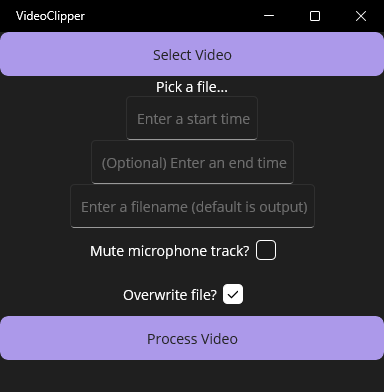 VideoClipper
Select Video
Pick a file...
Enter a start time
(Optional) Enter an end time
Enter a filename (default is output)
Mute microphone track?
Overwrite file?
Process Video